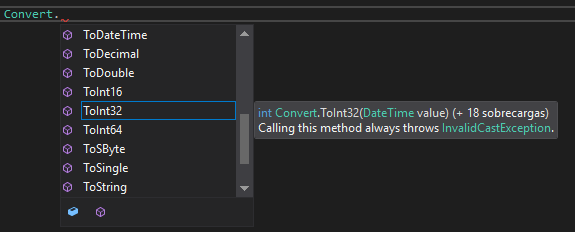 Convert.
ToDateTime
ToDecimal
ToDouble
ToInt16
ToInt32
ToInt64
ToSByte
ToSingle
ToString
int Convert.ToInt32(DateTime value) (+ 18 sobrecargas)
Calling this method always throws InvalidCastException.